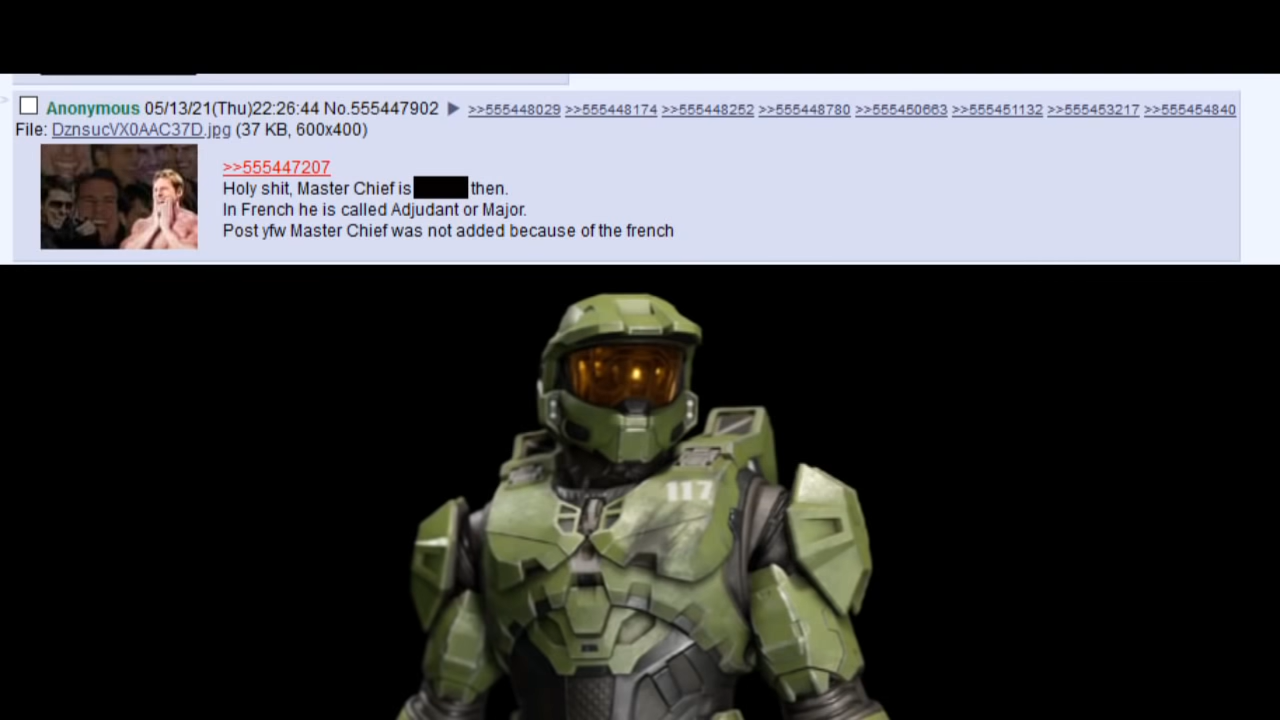 Anonymous 05/13/21(Thu)22:26:44 No.555447902 ▶ >>555448029 >>555448174 >>555448252 >>555448780 >>555450663 >>555451132 >>555453217 >>555454840
File: DznsucVX0AAC37D.jpg (37 KB, 600x400)
>>555447207
Holy shit, Master Chief is then.
In French he is called Adjudant or Major.
Post yfw Master Chief was not added because of the french
117